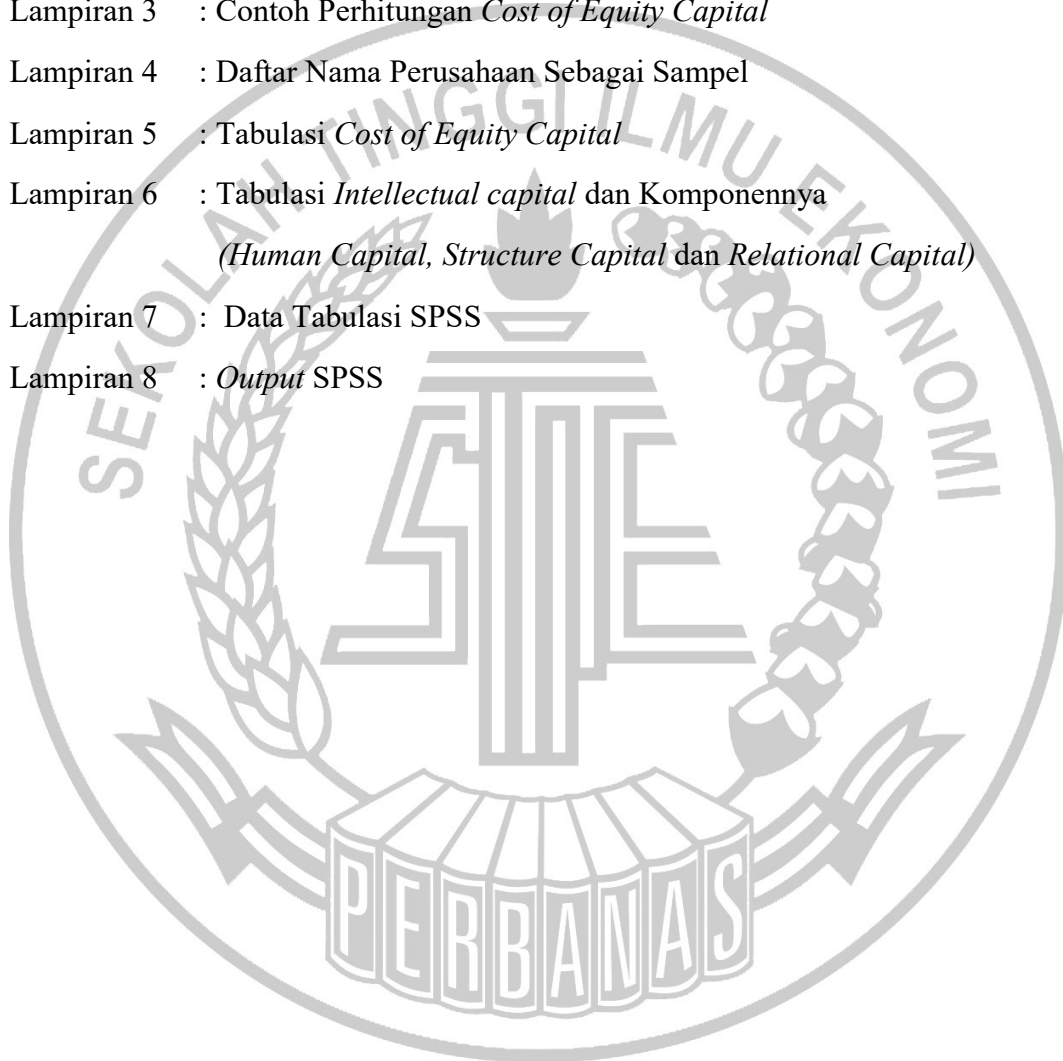 Lampiran 3 : Contoh Perhitungan Cost of Equity Capital
Lampiran 4 : Daftar Nama Perusahaan Sebagai Sampel
Lampiran 5 : Tabulasi Cost of Equity Capital
Lampiran 6 : Tabulasi Intellectual capital dan Komponennya
(Human Capital, Structure Capital dan Relational Capital)
Lampiran 7 : Data Tabulasi SPSS
Lampiran 8 : Output SPSS
SEKOLAH TINGGI ILMU EKONOMI
STIE
PERBANAS